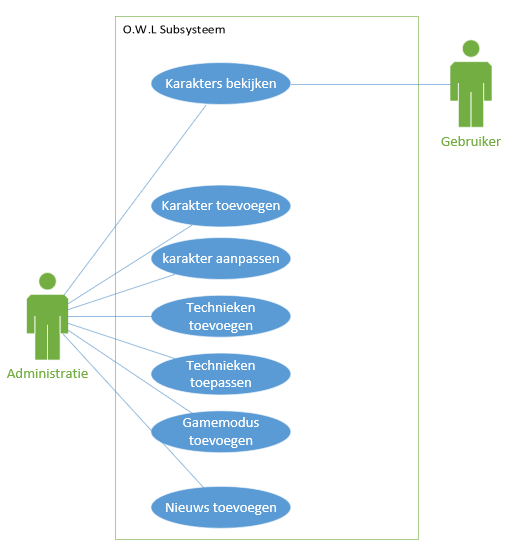 O.W.L Subsysteem
Karakters bekijken
Gebruiker
Karakter toevoegen
karakter aanpassen
Administratie
Technieken
toevoegen
Technieken
toepassen
Gamemodus
toevoegen
Nieuws toevoegen